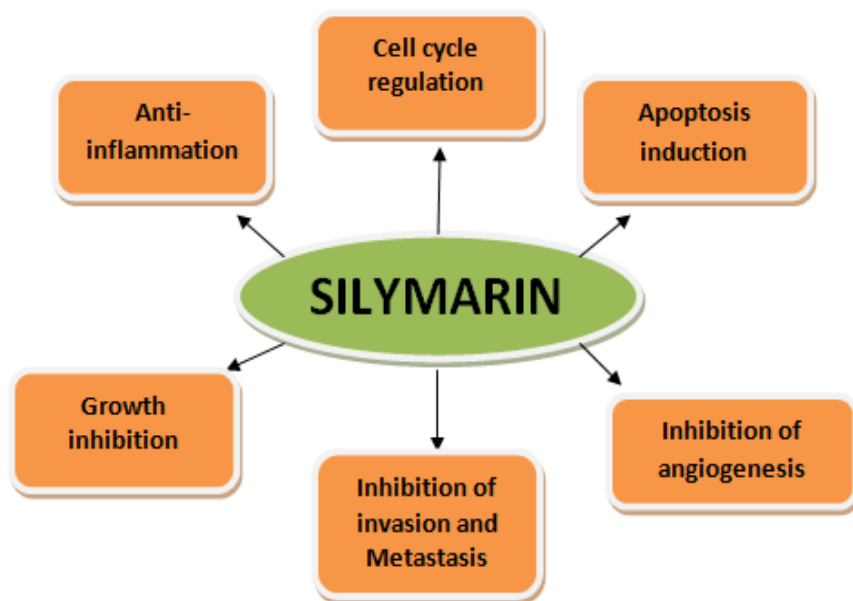 Cell cycle
regulation
Anti-
inflammation
Apoptosis
induction
SILYMARIN
Growth
inhibition
Inhibition of
angiogenesis
Inhibition of
invasion and
Metastasis